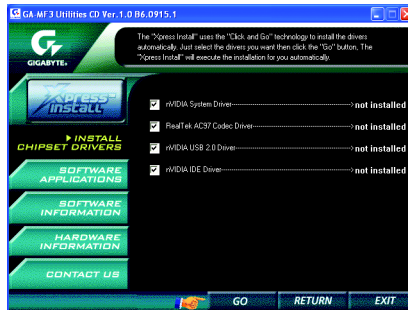 GA-MF3 Utilities CD Ver.1.0 B6.0915.1
GIGABYTE
The "Xpress Install" uses the "Click and Go" technology to install the drivers
automatically. Just select the drivers you want then click the "Go" button, The
"Xpress Install" will execute the installation for you automatically.
Xpress-
install
INSTALL
CHIPSET DRIVERS
SOFTWARE
APPLICATIONS
SOFTWARE
INFORMATION
HARDWARE
INFORMATION
CONTACT US
nVIDIA System Driver not installed
RealTek AC97 Codec Driver not installed
nVIDIA USB 2.0 Driver not installed
nVIDIA IDE Driver not installed
GO RETURN EXIT